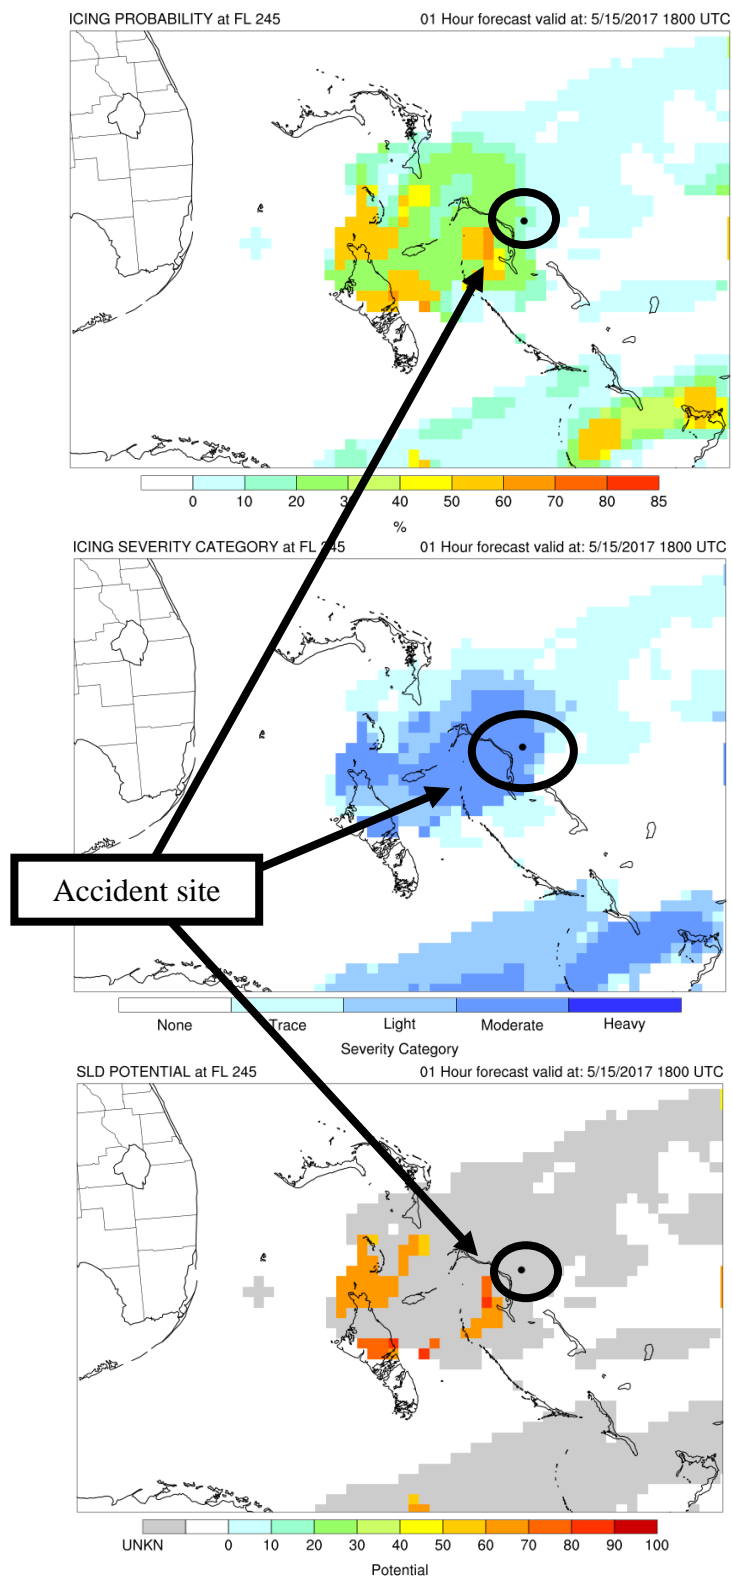 ICING PROBABILITY at FL 245 01 Hour forecast valid at: 5/15/2017 1800 UTC
0 10 20 30 40 50 60 70 80 85
%
ICING SEVERITY CATEGORY at FL 245 01 Hour forecast valid at: 5/15/2017 1800 UTC
Accident site
None Trace Light Moderate Heavy
Severity Category
SLD POTENTIAL at FL 245 01 Hour forecast valid at: 5/15/2017 1800 UTC
UNKN 0 10 20 30 40 50 60 70 80 90 100
Potential